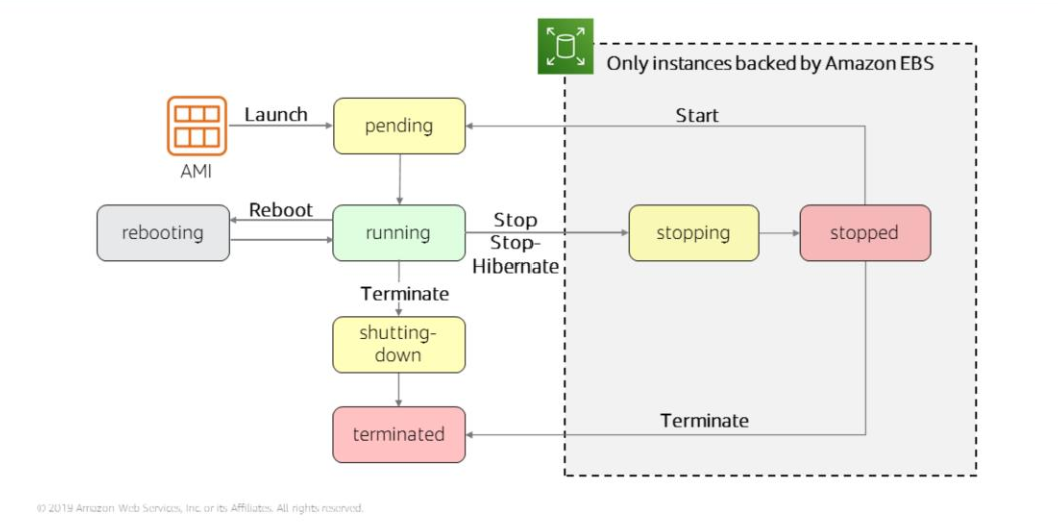 Only instances backed by Amazon EBS
Launch
pending
Start
AMI
rebooting
Reboot
running
Stop
Stop-
Hibernate
stopping
stopped
Terminate
shutting-
down
terminated
Terminate
© 2019 Amazon Web Services, Inc. or its Affiliates. All rights reserved.